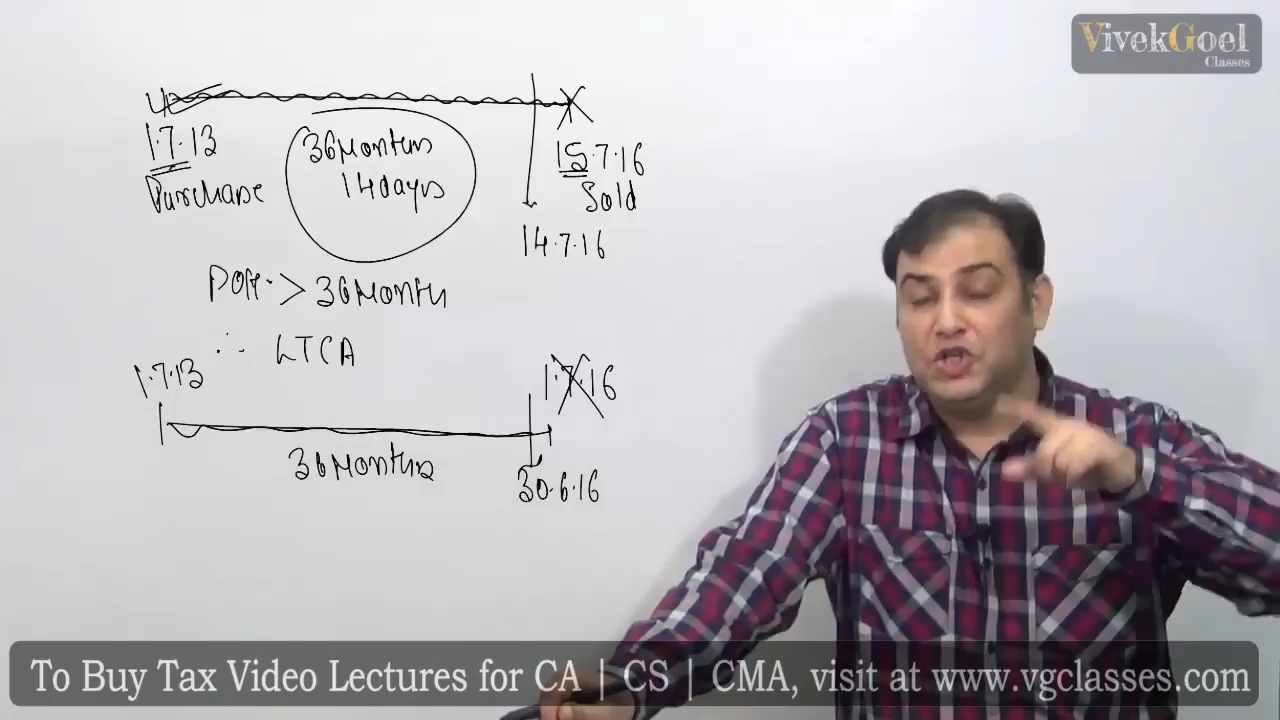 VivekGoel
Classes
1.7.13
Purchase
36 Months
14 days
15.7.16
Sold
14.7.16
POH. > 36 Month
∴ LTCA
1.7.13
1.7.16
36 Months
30.6.16
To Buy Tax Video Lectures for CA | CS | CMA, visit at www.vgclasses.com